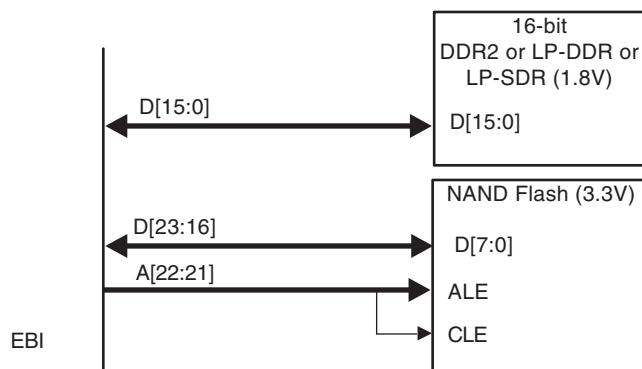 16-bit
DDR2 or LP-DDR or
LP-SDR (1.8V)
D[15:0]
D[15:0]
NAND Flash (3.3V)
D[23:16]
D[7:0]
A[22:21]
ALE
CLE
EBI